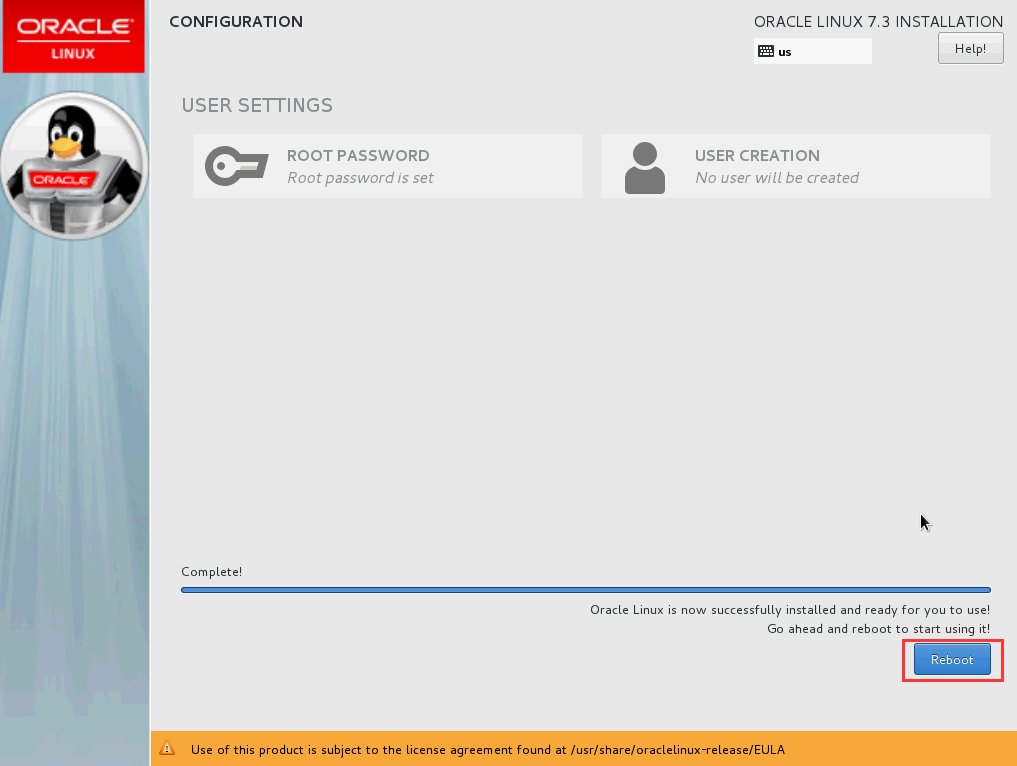 ORACLE
LINUX
CONFIGURATION
ORACLE LINUX 7.3 INSTALLATION
us
Help!
ORACLE
USER SETTINGS
ROOT PASSWORD
Root password is set
USER CREATION
No user will be created
Complete!
Oracle Linux is now successfully installed and ready for you to use!
Go ahead and reboot to start using it!
Reboot
Use of this product is subject to the license agreement found at /usr/share/oraclelinux-release/EULA